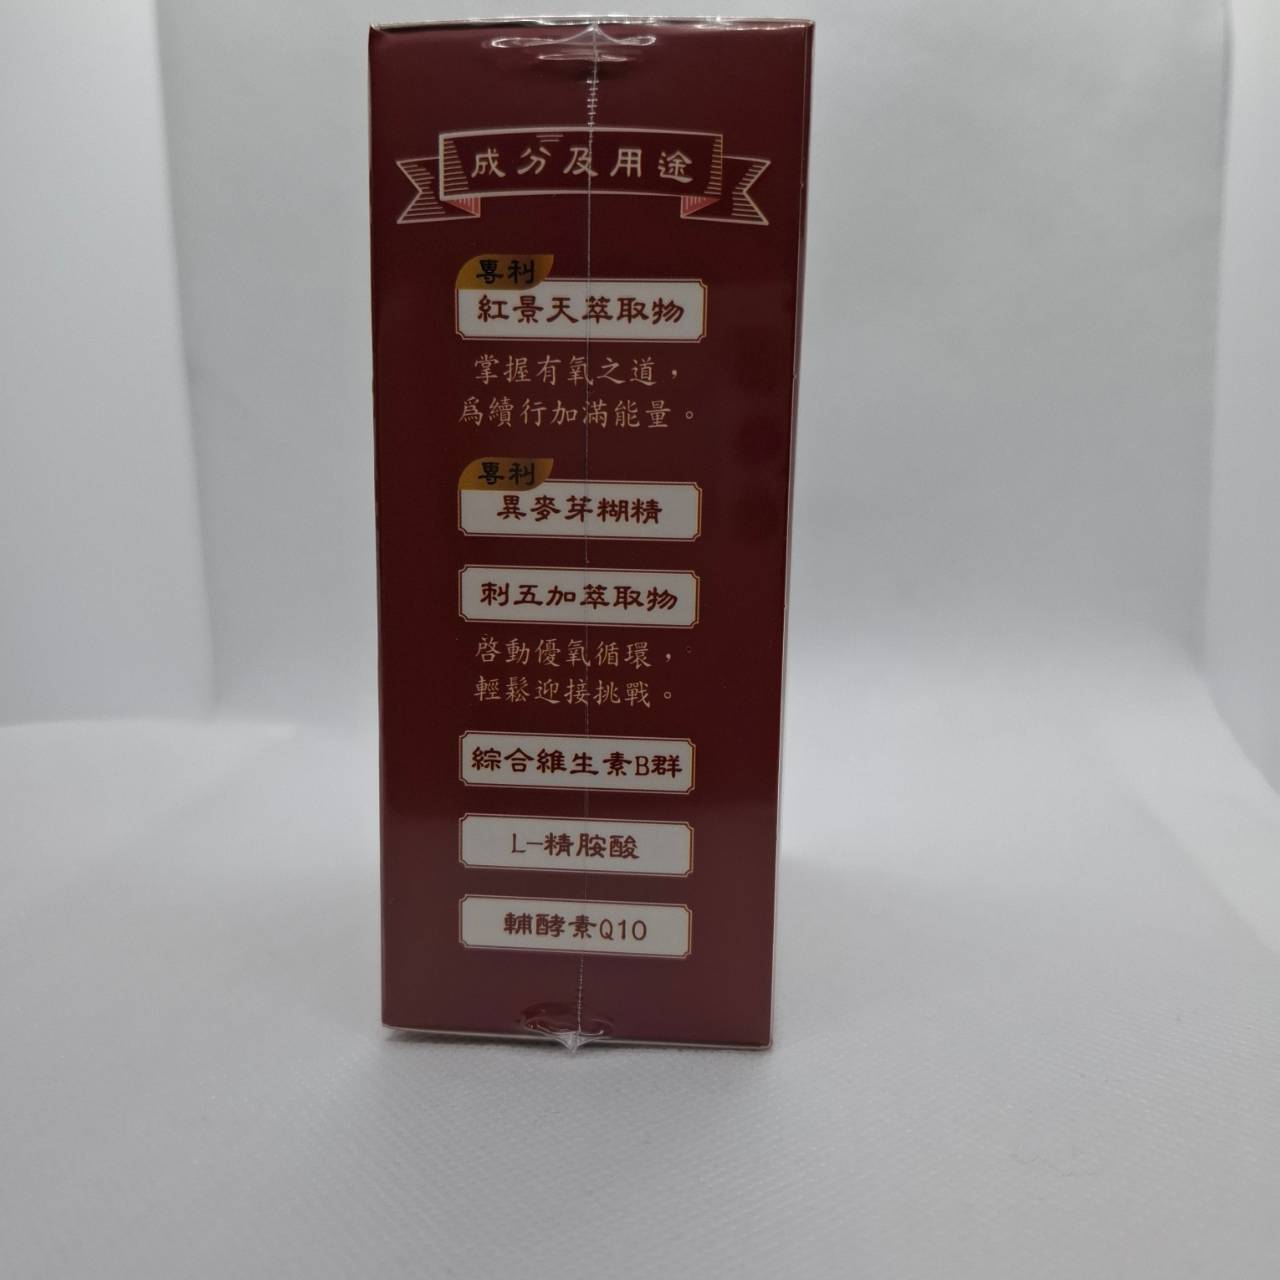 成分及用途
專利
紅景天萃取物
掌握有氧之道，
爲續行加滿能量。
專利
異麥芽糊精
刺五加萃取物
啓動優氧循環，
輕鬆迎接挑戰。
綜合維生素B群
L-精胺酸
輔酵素Q10